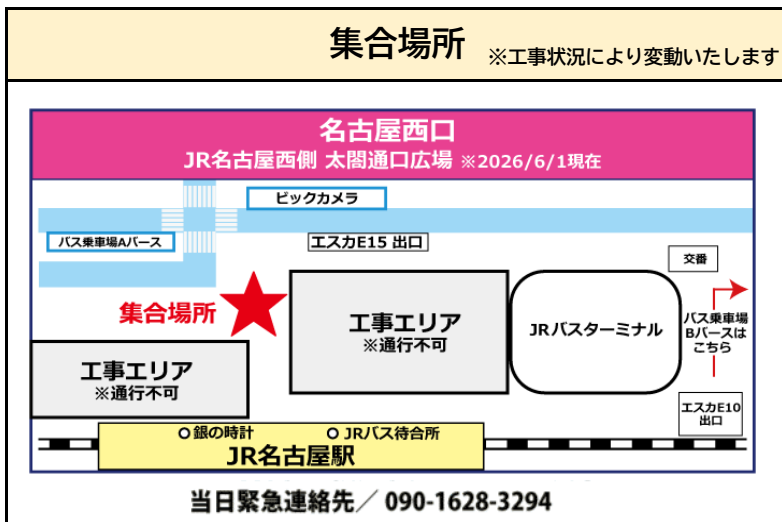 集合場所 ※工事状況により変動いたします
名古屋西口
JR名古屋西側 太閤通口広場 ※2026/6/1現在
ビックカメラ
バス乗車場Aバース
エスカE15 出口
交番
集合場所
工事エリア
※通行不可
JRバスターミナル
バス乗車場
Bバースは
こちら
工事エリア
※通行不可
エスカE10
出口
銀の時計
JRバス待合所
JR名古屋駅
当日緊急連絡先／ 090-1628-3294